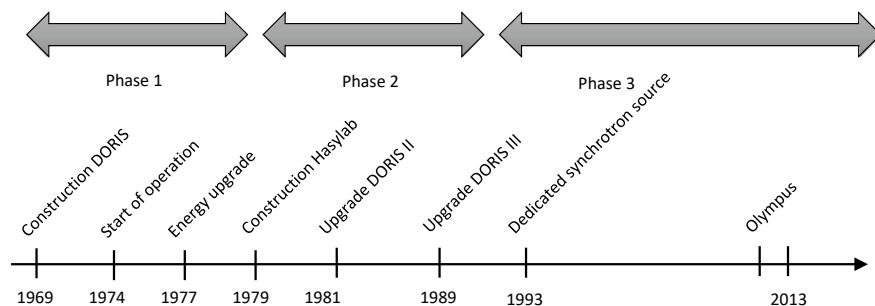 Phase 1
Phase 2
Phase 3
Construction DORIS
Start of operation
Energy upgrade
Construction Hasylab
Upgrade DORIS II
Upgrade DORIS III
Dedicated synchrotron source
Olympus
1969
1974
1977
1979
1981
1989
1993
2013